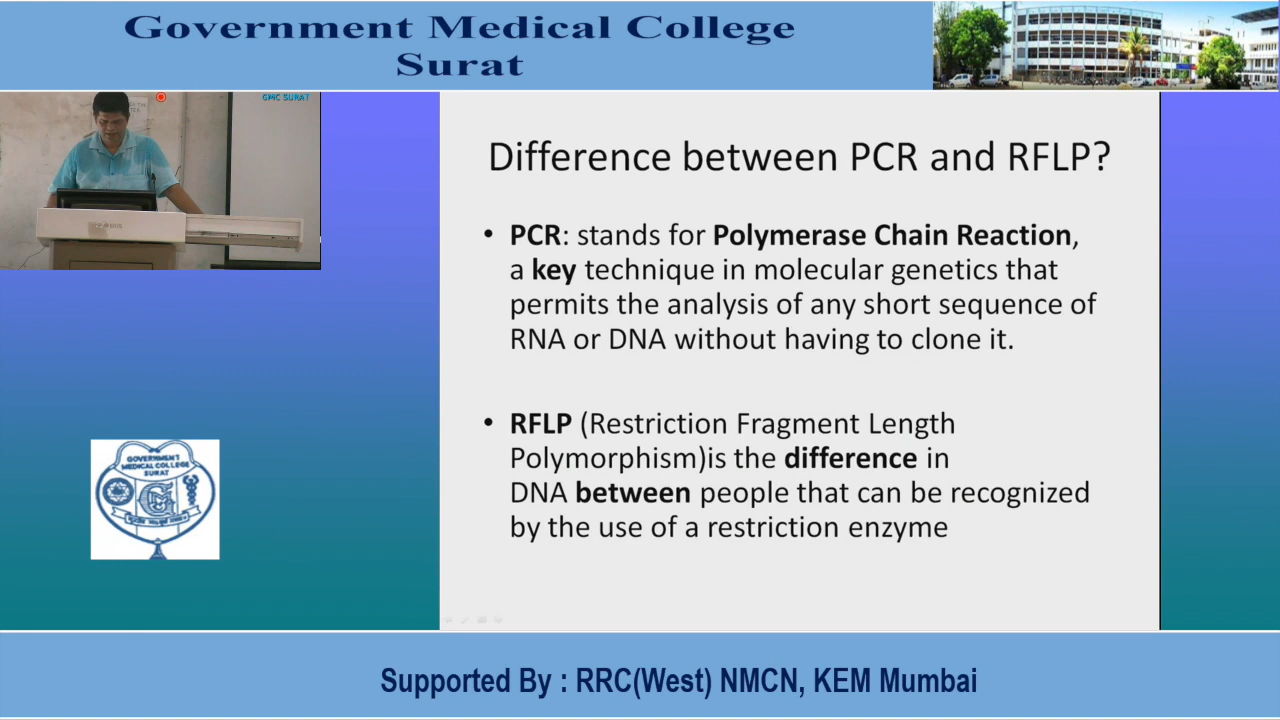 Government Medical College
Surat
GMC SURAT
Difference between PCR and RFLP?
• PCR: stands for Polymerase Chain Reaction,
a key technique in molecular genetics that
permits the analysis of any short sequence of
RNA or DNA without having to clone it.
• RFLP (Restriction Fragment Length
Polymorphism)is the difference in
DNA between people that can be recognized
by the use of a restriction enzyme
GOVERNMENT
MEDICAL COLLEGE
SURAT
Supported By : RRC(West) NMCN, KEM Mumbai